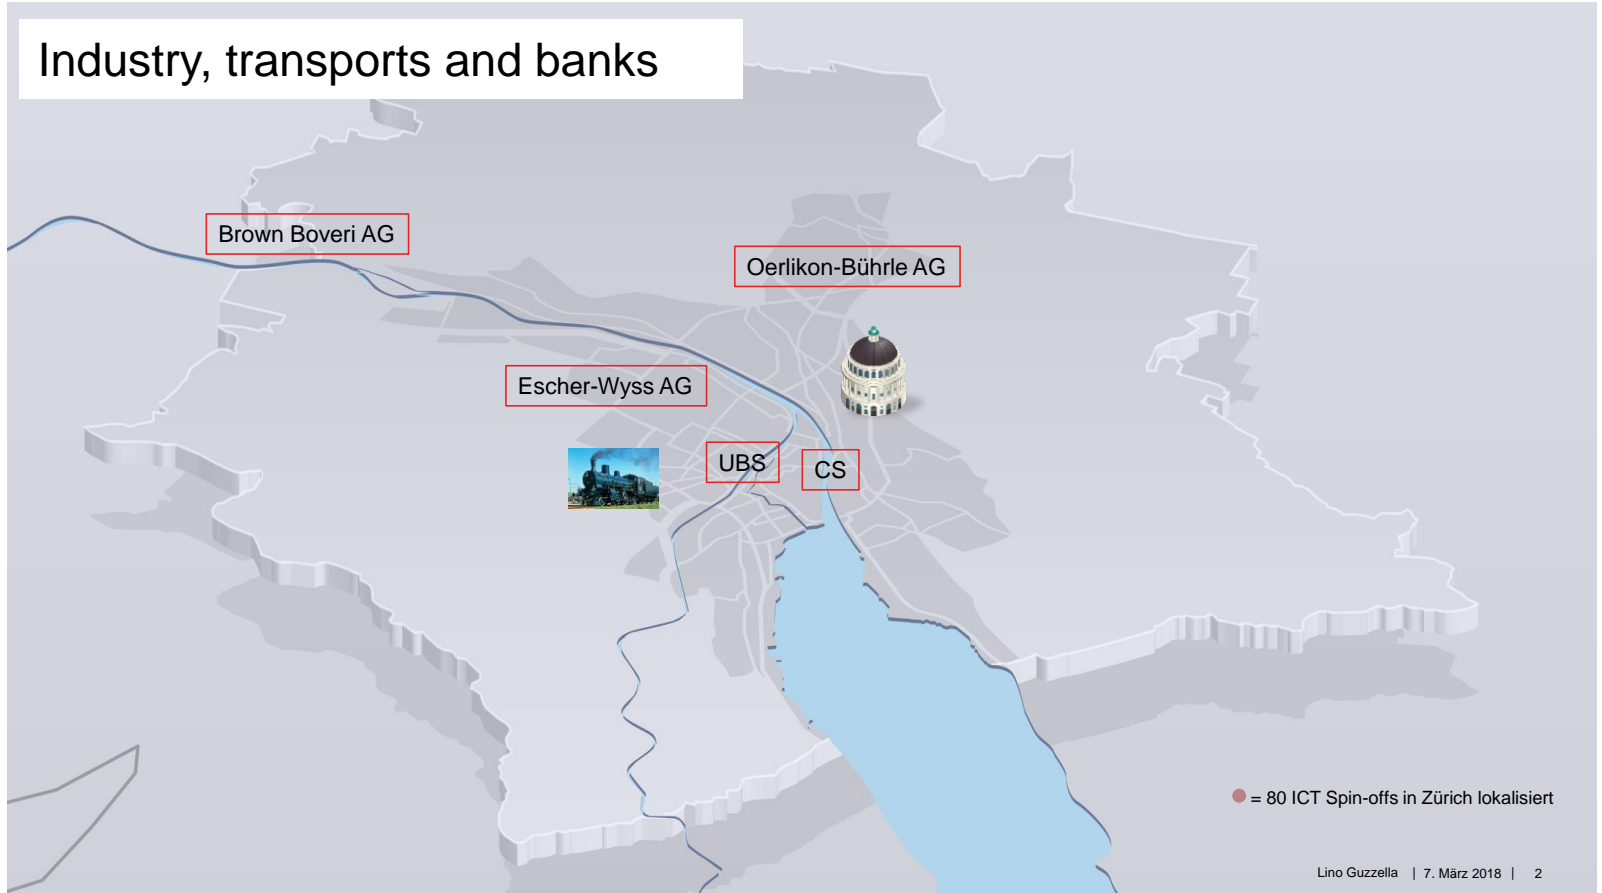 Industry, transports and banks
Brown Boveri AG
Oerlikon-Bührle AG
Escher-Wyss AG
UBS
CS
= 80 ICT Spin-offs in Zürich lokalisiert
Lino Guzzella | 7. März 2018 | 2